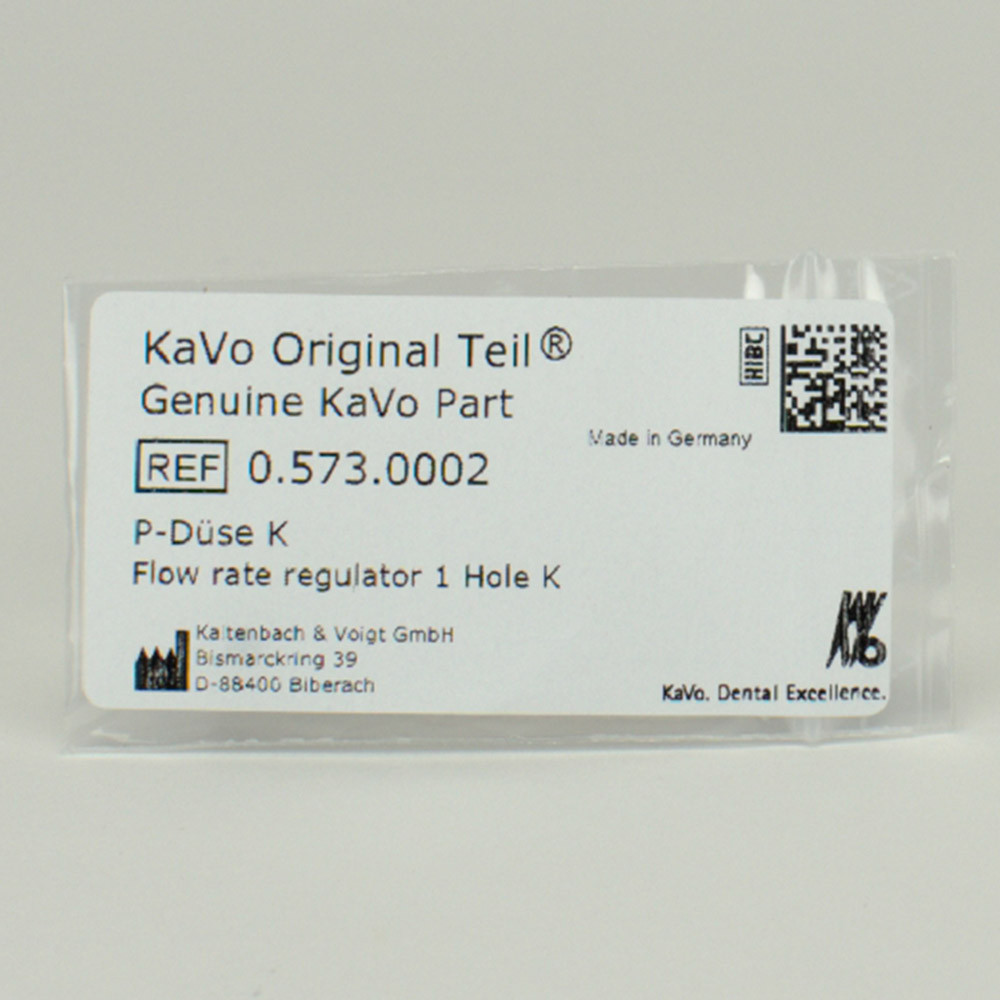 KaVo Original Teil®
Genuine KaVo Part
HIBC
Made in Germany
REF 0.573.0002
P-Düse K
Flow rate regulator 1 Hole K
Kaltenbach & Voigt GmbH
Bismarckring 39
D-88400 Biberach
KaVo
KaVo. Dental Excellence.